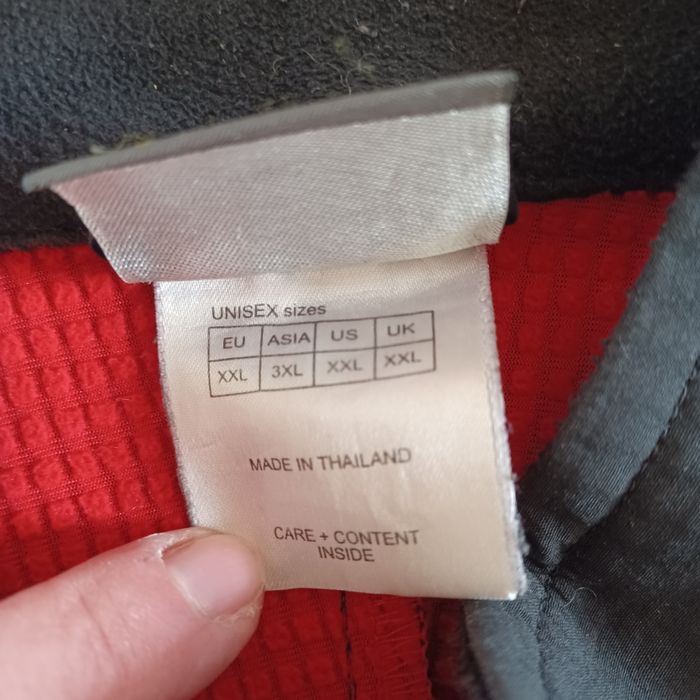 UNISEX sizes
EU ASIA US UK
XXL 3XL XXL XXL
MADE IN THAILAND
CARE + CONTENT
INSIDE